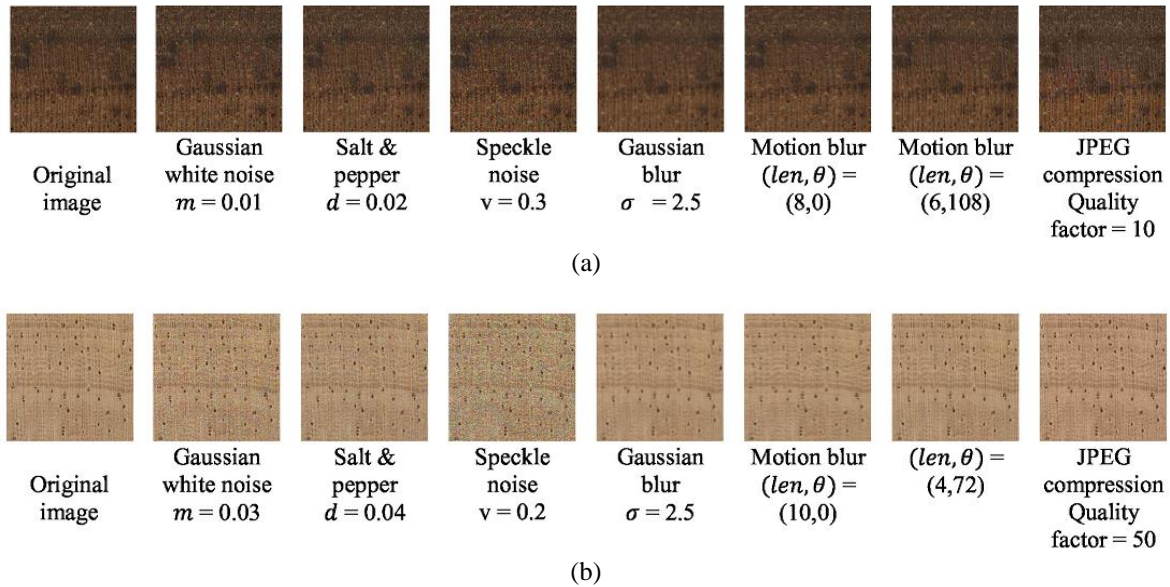 Original
image
Gaussian
white noise
m = 0.01
Salt &
pepper
d = 0.02
Speckle
noise
v = 0.3
Gaussian
blur
σ = 2.5
Motion blur
(len, θ) =
(8,0)
Motion blur
(len, θ) =
(6,108)
JPEG
compression
Quality
factor = 10
(a)
Original
image
Gaussian
white noise
m = 0.03
Salt &
pepper
d = 0.04
Speckle
noise
v = 0.2
Gaussian
blur
σ = 2.5
Motion blur
(len, θ) =
(10,0)
(len, θ) =
(4,72)
JPEG
compression
Quality
factor = 50
(b)